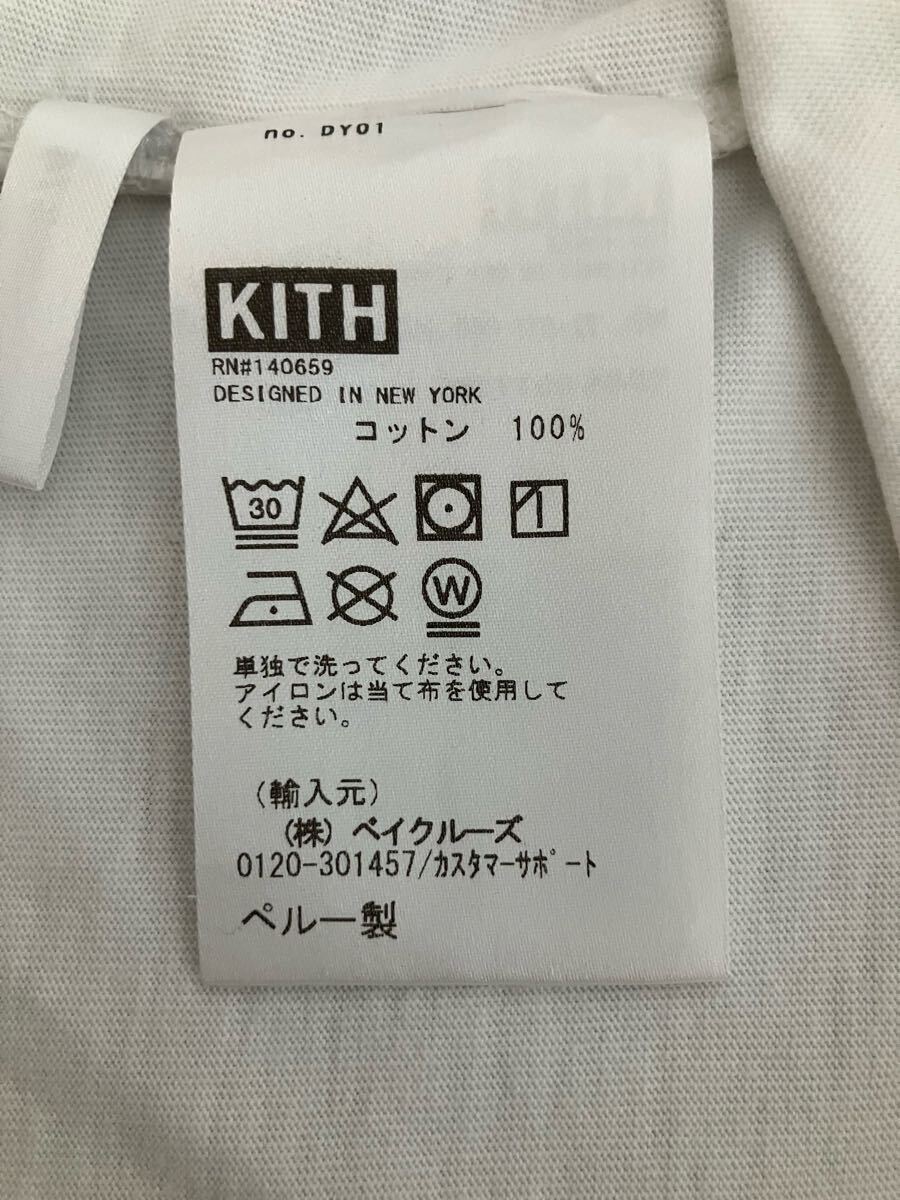 no. DY01
KITH
RN#140659
DESIGNED IN NEW YORK
コットン 100%
30
W
単独で洗ってください。
アイロンは当て布を使用して
ください。
(輸入元)
(株) ベイクルーズ
0120-301457/カスタマーサポート
ペルー製